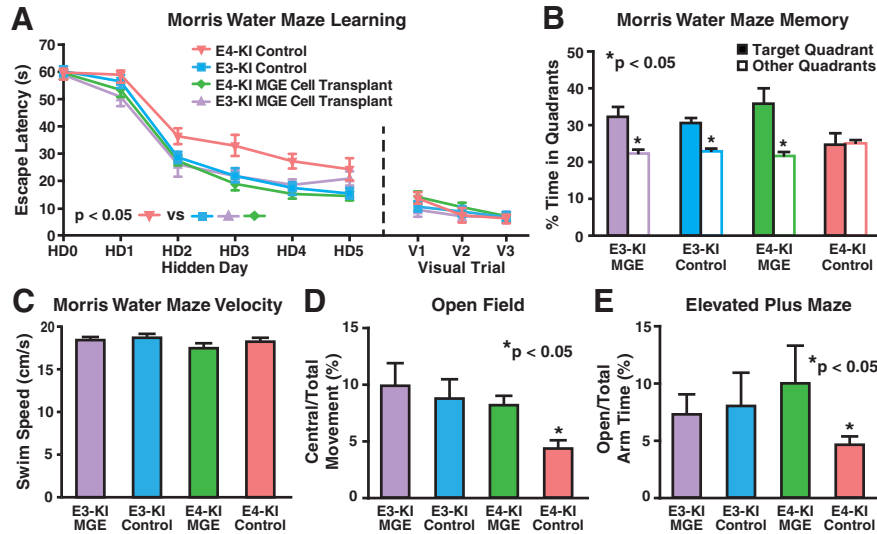 A
Morris Water Maze Learning
E4-KI Control
E3-KI Control
E4-KI MGE Cell Transplant
E3-KI MGE Cell Transplant
Escape Latency (s)
70
60
50
40
30
20
10
0
p < 0.05 vs
HD0 HD1 HD2 HD3 HD4 HD5 V1 V2 V3
Hidden Day Visual Trial
B
Morris Water Maze Memory
*p < 0.05
Target Quadrant
Other Quadrants
% Time in Quadrants
50
40
30
20
10
0
* * *
E3-KI MGE
E3-KI Control
E4-KI MGE
E4-KI Control
C
Morris Water Maze Velocity
Swim Speed (cm/s)
20
15
10
5
0
E3-KI MGE
E3-KI Control
E4-KI MGE
E4-KI Control
D
Open Field
*p < 0.05
Central/Total
Movement (%)
15
10
5
0
*
E3-KI MGE
E3-KI Control
E4-KI MGE
E4-KI Control
E
Elevated Plus Maze
*p < 0.05
Open/Total
Arm Time (%)
15
10
5
0
*
E3-KI MGE
E3-KI Control
E4-KI MGE
E4-KI Control